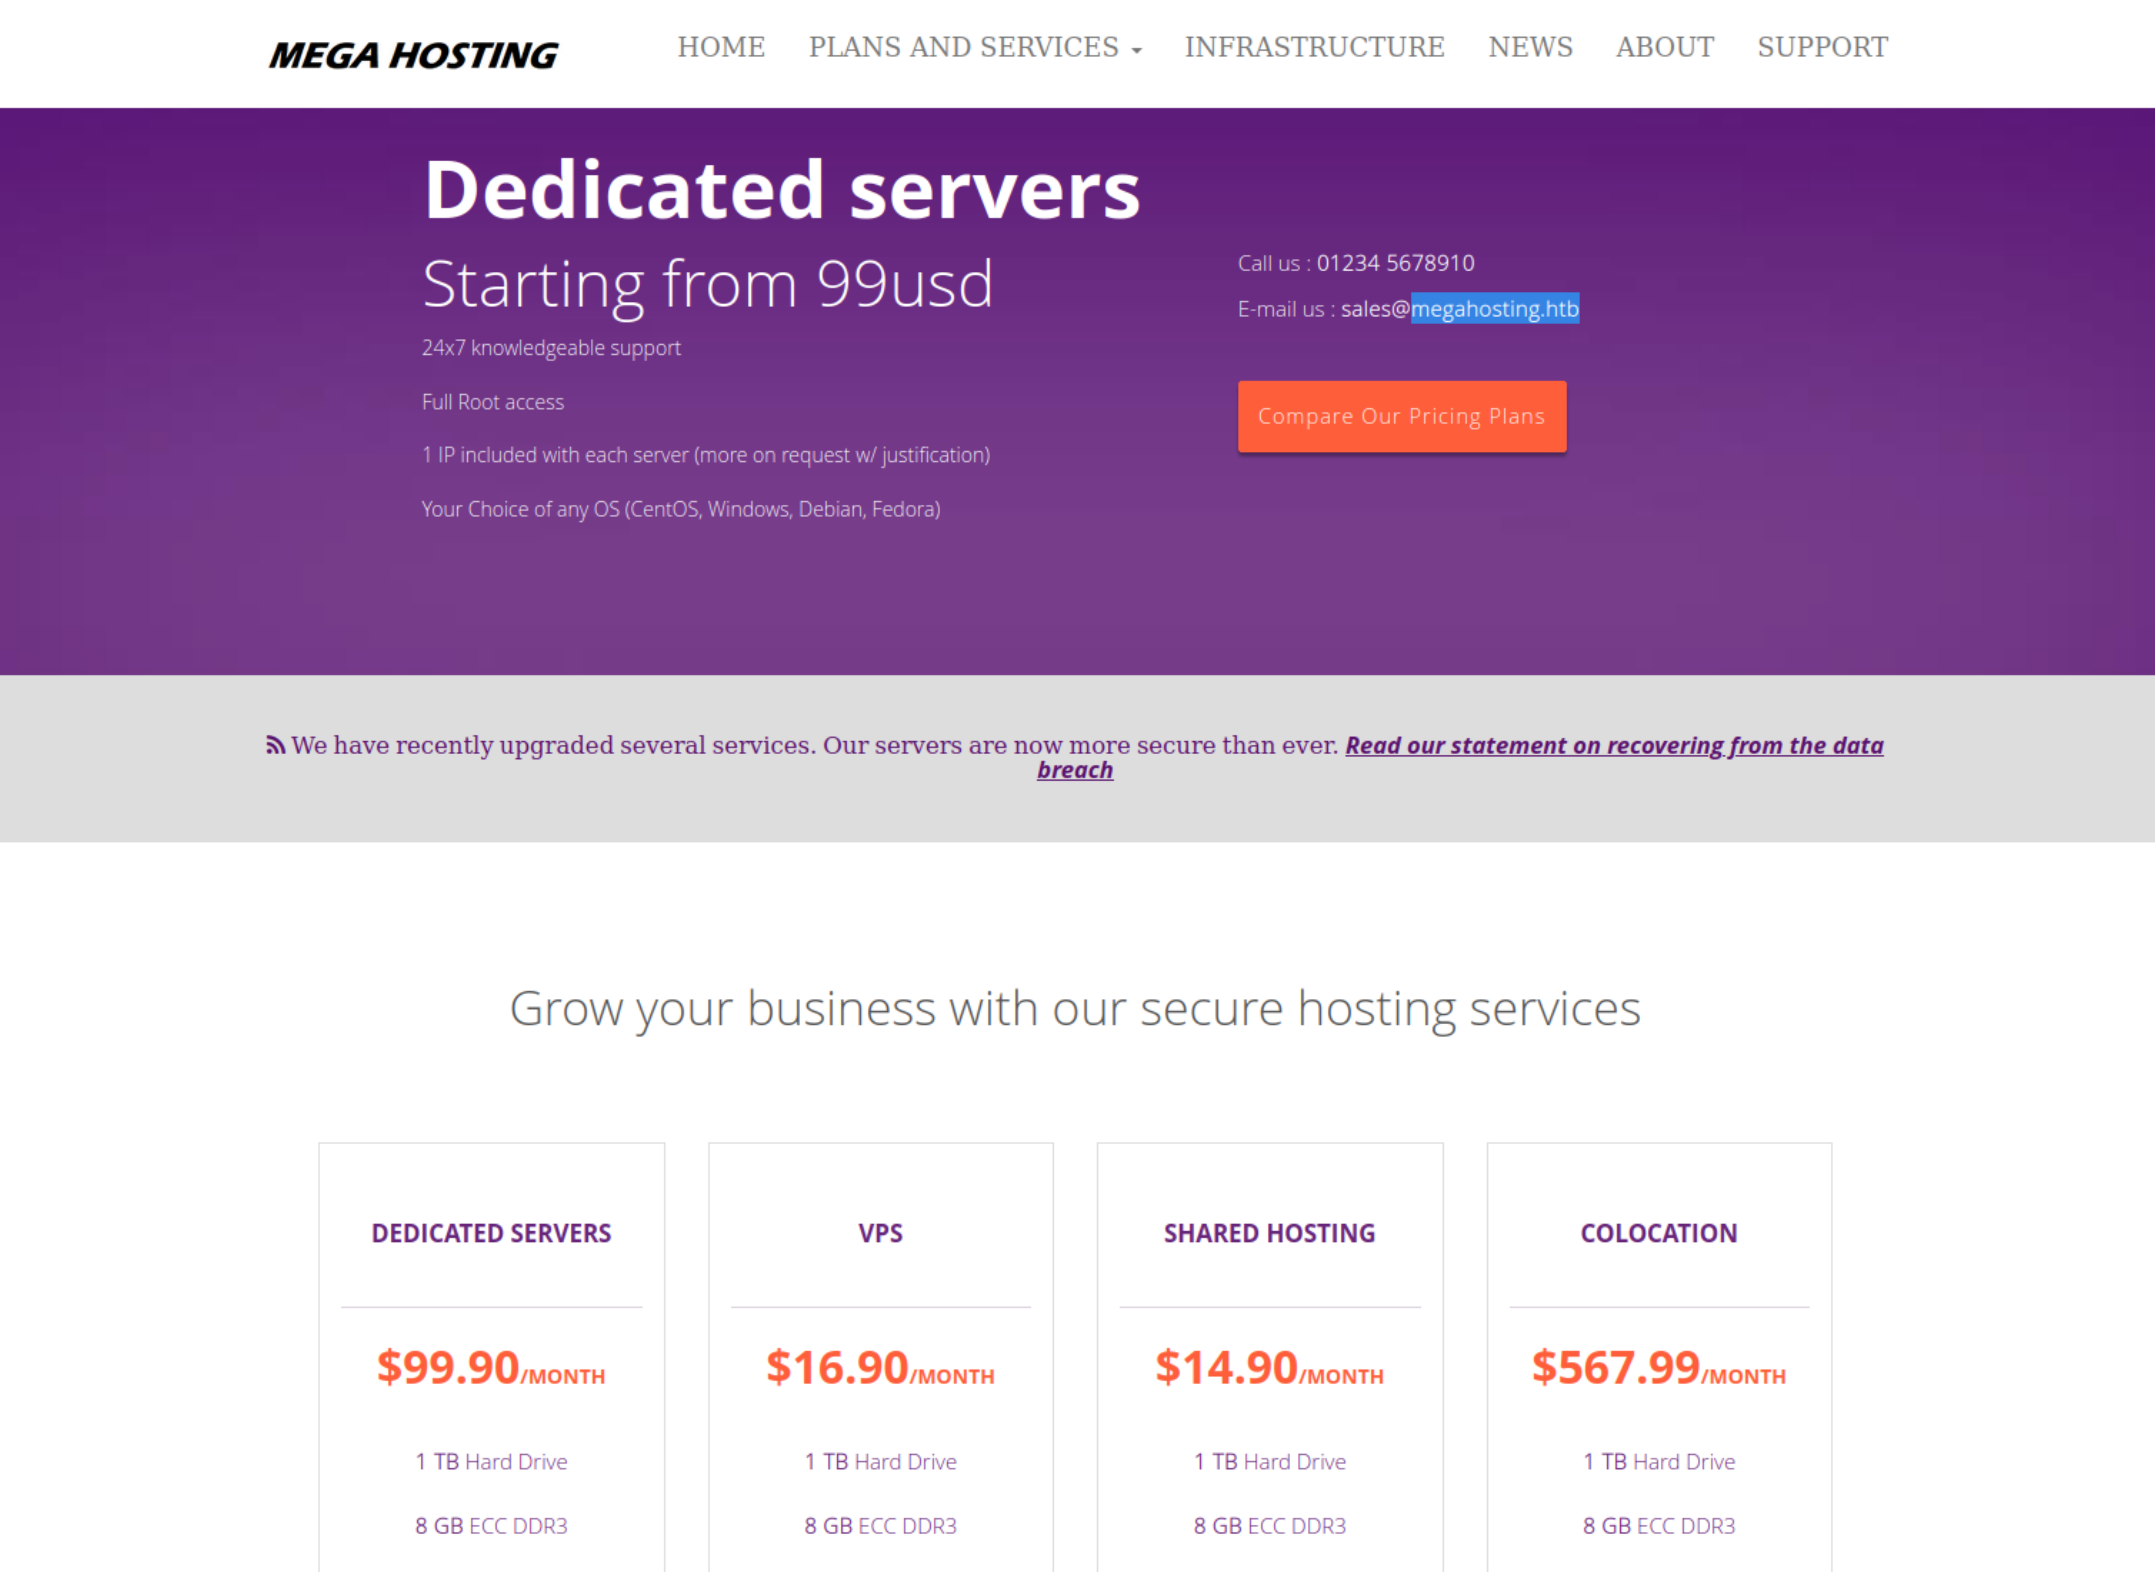 MEGA HOSTING
HOME PLANS AND SERVICES INFRASTRUCTURE NEWS ABOUT SUPPORT
Dedicated servers
Starting from 99usd
24x7 knowledgeable support
Full Root access
1 IP included with each server (more on request w/ justification)
Your Choice of any OS (CentOS, Windows, Debian, Fedora)
Call us : 01234 5678910
E-mail us : sales@megahosting.htb
Compare Our Pricing Plans
We have recently upgraded several services. Our servers are now more secure than ever. Read our statement on recovering from the data
breach
Grow your business with our secure hosting services
DEDICATED SERVERS
$99.90/MONTH
1 TB Hard Drive
8 GB ECC DDR3
VPS
$16.90/MONTH
1 TB Hard Drive
8 GB ECC DDR3
SHARED HOSTING
$14.90/MONTH
1 TB Hard Drive
8 GB ECC DDR3
COLOCATION
$567.99/MONTH
1 TB Hard Drive
8 GB ECC DDR3